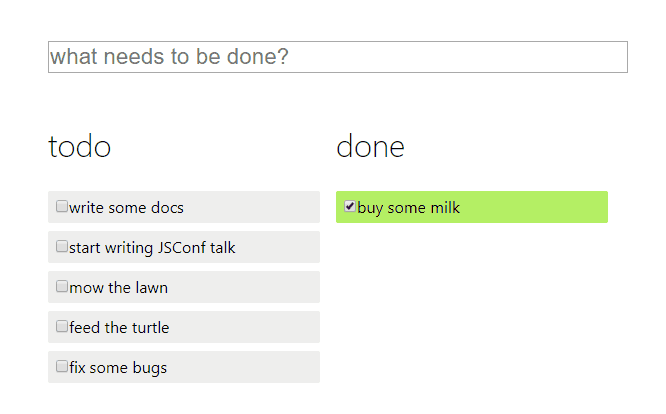 what needs to be done?
todo
write some docs
start writing JSConf talk
mow the lawn
feed the turtle
fix some bugs
done
buy some milk